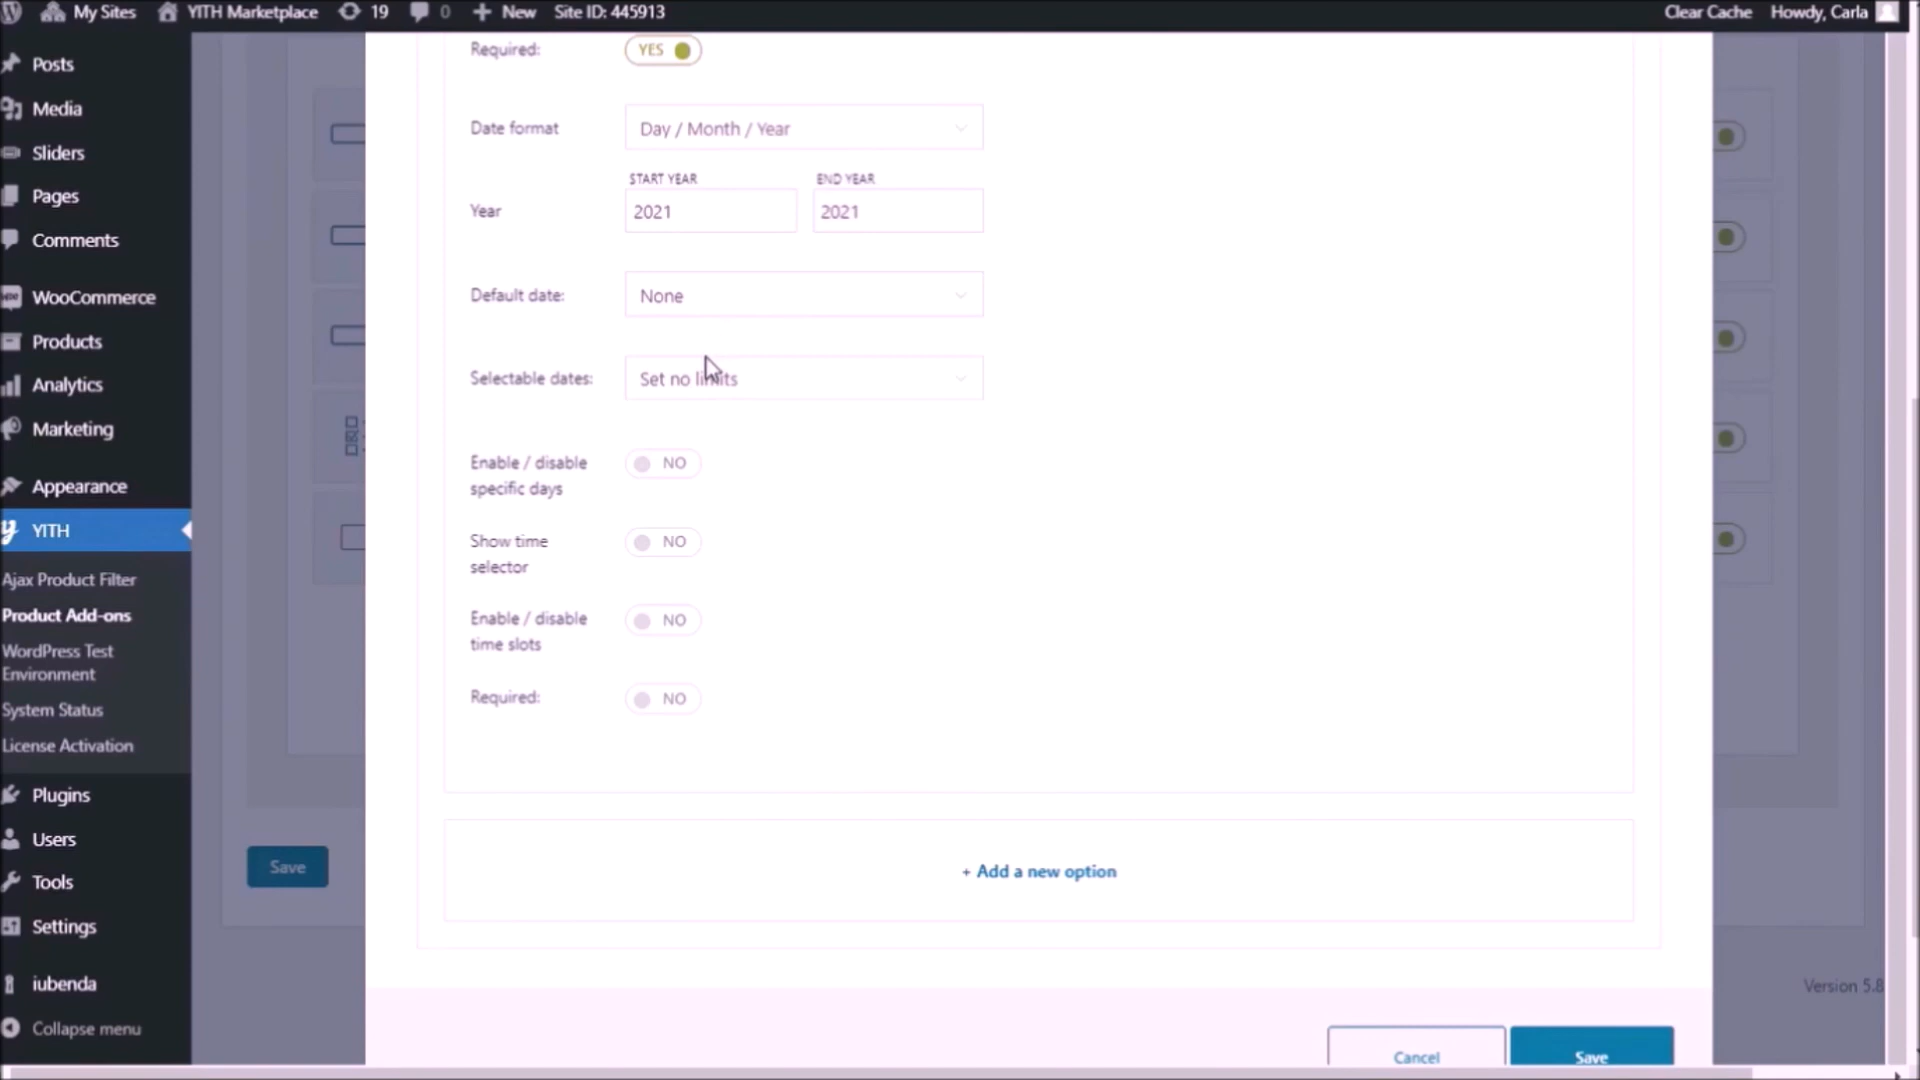 My Sites
YITH Marketplace
19
0
New
Site ID: 445913
Clear Cache
Howdy, Carla
Posts
Media
Sliders
Pages
Comments
WooCommerce
Products
Analytics
Marketing
Appearance
YITH
Ajax Product Filter
Product Add-ons
WordPress Test
Environment
System Status
License Activation
Plugins
Users
Tools
Settings
iubenda
Collapse menu
Required:
YES
Date format
Day / Month / Year
START YEAR
END YEAR
Year
2021
2021
Default date:
None
Selectable dates:
Set no limits
Enable / disable
specific days
NO
Show time
selector
NO
Enable / disable
time slots
NO
Required:
NO
+ Add a new option
Save
Cancel
Save
Version 5.8